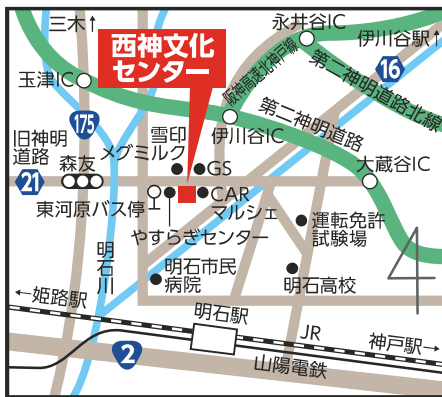 三木↑
永井谷IC
伊川谷駅↑
西神文化
センター
阪神高速北神戸線
第二神明道路北線
16
玉津IC
175
第二神明道路
伊川谷IC
旧神明
道路
雪印
メグミルク
GS
大蔵谷IC
森友
21
CAR
マルシェ
東河原バス停
やすらぎセンター
運転免許
試験場
明石川
明石市民
病院
明石高校
←姫路駅
明石駅
JR
神戸駅→
2
山陽電鉄
4